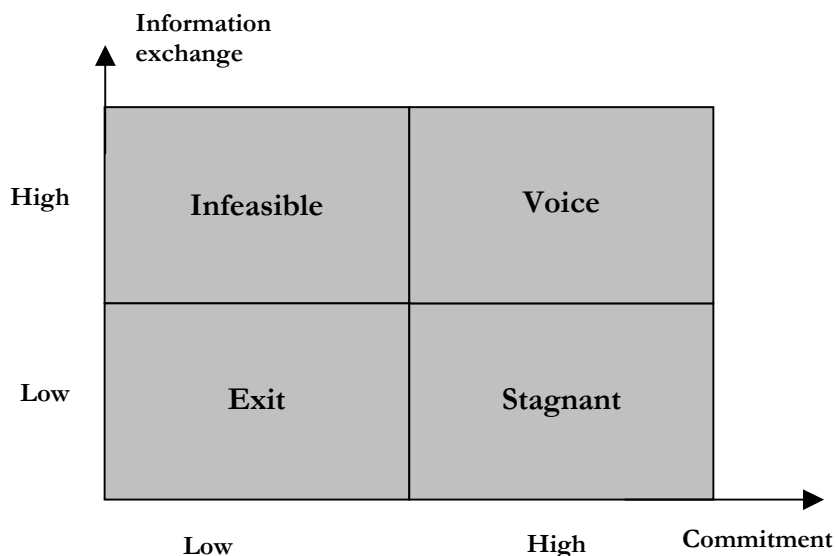 Information
exchange
High
Infeasible
Voice
Low
Exit
Stagnant
Low
High
Commitment